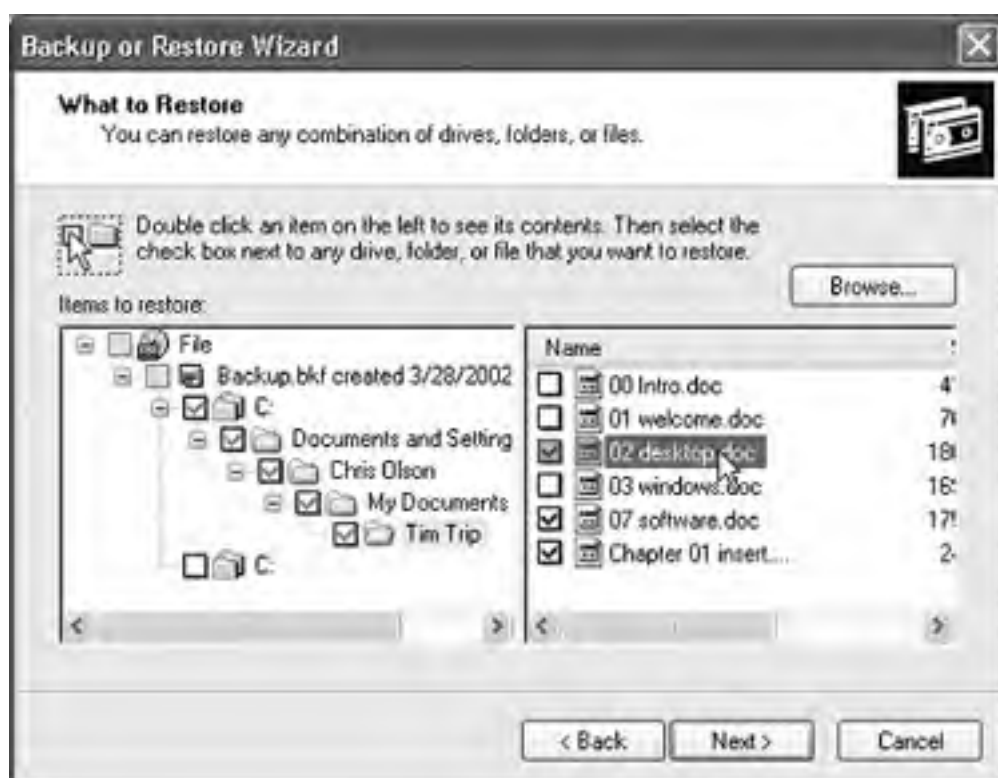 Backup or Restore Wizard
What to Restore
You can restore any combination of drives, folders, or files.
Double click an item on the left to see its contents. Then select the
check box next to any drive, folder, or file that you want to restore.
Browse...
Items to restore:
File
Backup.bkf created 3/28/2002
C:
Documents and Setting
Chris Olson
My Documents
Tim Trip
C:
Name
00 Intro.doc
01 welcome.doc
02 desktop.doc
03 windows.doc
07 software.doc
Chapter 01 insert....
< Back
Next >
Cancel